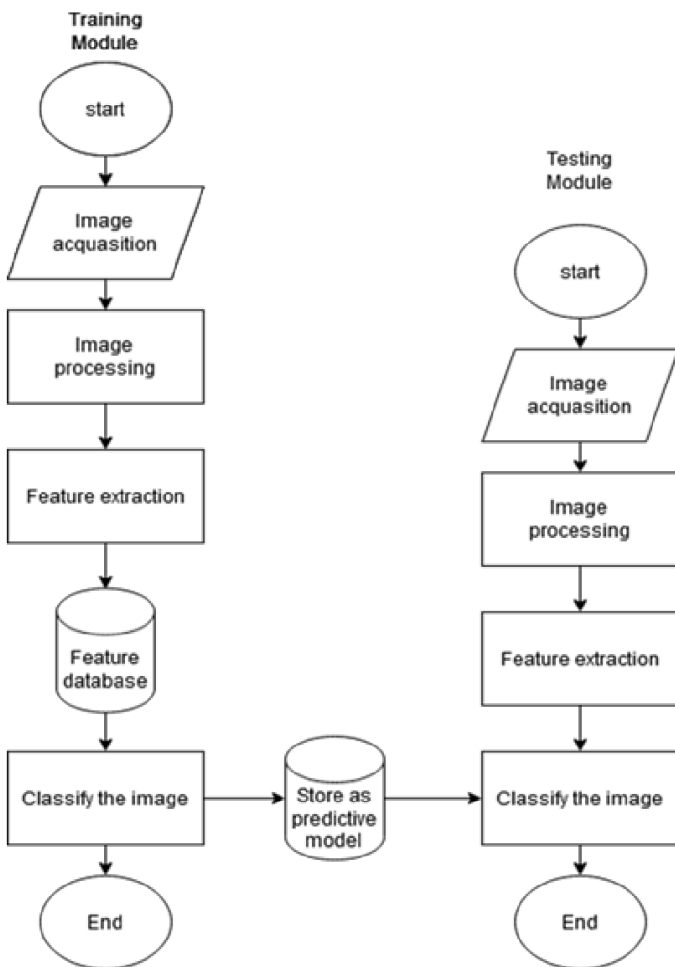 Training
Module
start
Image
acquasition
Image
processing
Feature extraction
Feature
database
Classify the image
End
Store as
predictive
model
Testing
Module
start
Image
acquasition
Image
processing
Feature extraction
Classify the image
End